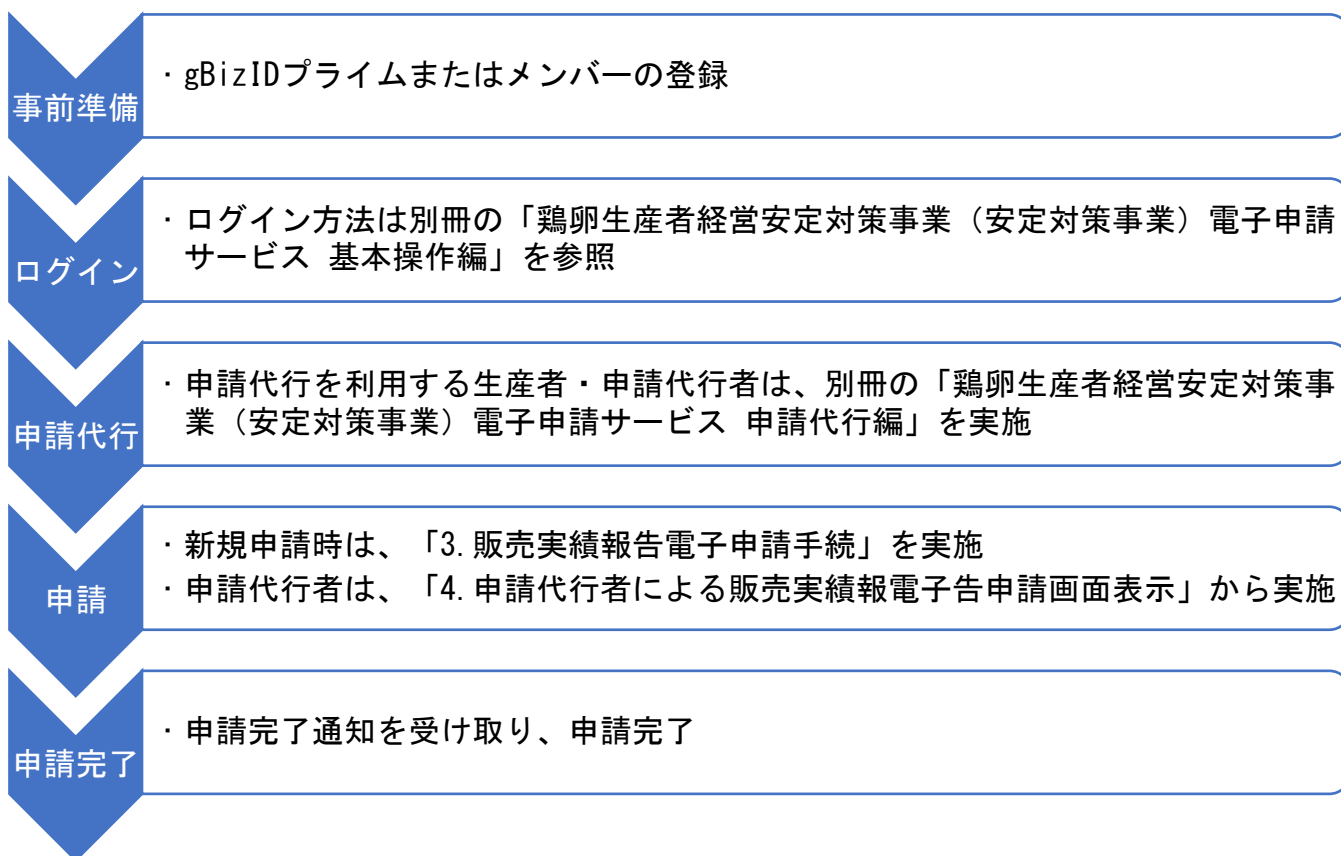 事前準備
・gBizIDプライムまたはメンバーの登録
ログイン
・ログイン方法は別冊の「鶏卵生産者経営安定対策事業（安定対策事業）電子申請
サービス 基本操作編」を参照
申請代行
・申請代行を利用する生産者・申請代行者は、別冊の「鶏卵生産者経営安定対策事
業（安定対策事業）電子申請サービス 申請代行編」を実施
申請
・新規申請時は、「3.販売実績報告電子申請手続」を実施
・申請代行者は、「4.申請代行者による販売実績報電子告申請画面表示」から実施
申請完了
・申請完了通知を受け取り、申請完了